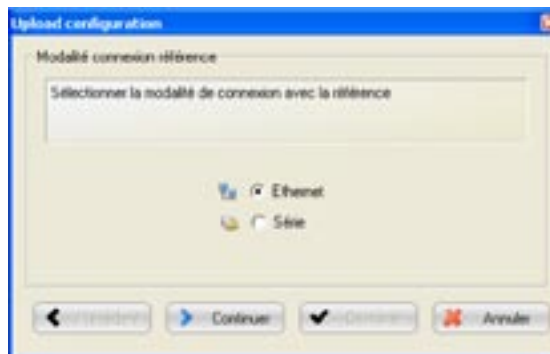 Upload configuration
Modalité connexion référence
Sélectionner la modalité de connexion avec la référence
Ethernet
Série
Continuer
Annuler